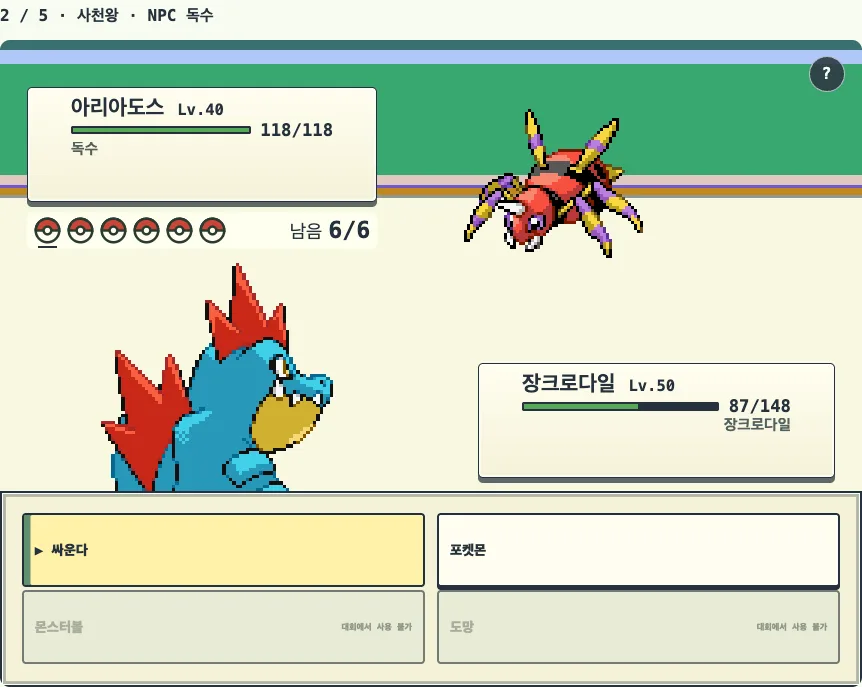 2 / 5 · 사천왕 · NPC 독수
?
아리아도스 Lv.40
118/118
독수
남음 6/6
장크로다일 Lv.50
87/148
장크로다일
▶ 싸운다
포켓몬
몬스터볼 대회에서 사용 불가
도망 대회에서 사용 불가